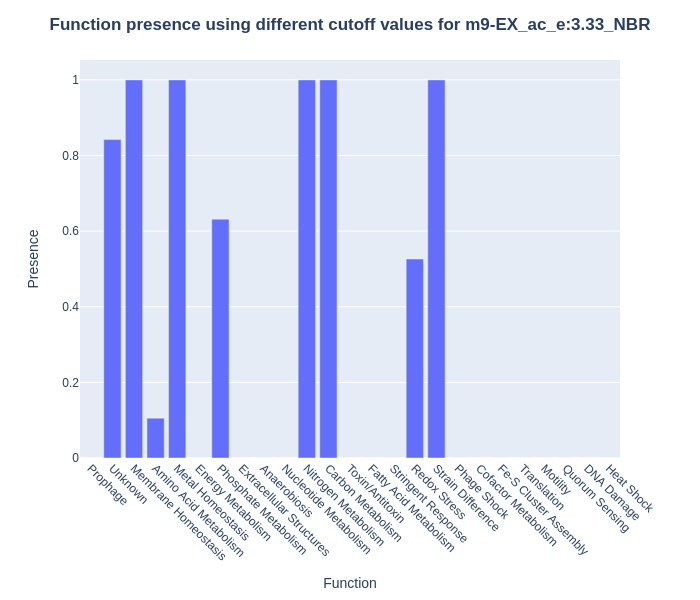 Function presence using different cutoff values for m9-EX_ac_e:3.33_NBR
1
0.8
0.6
0.4
0.2
0
Presence
Prophage
Unknown
Membrane Homeostasis
Amino Acid Metabolism
Metal Homeostasis
Energy Metabolism
Phosphate Metabolism
Extracellular Structures
Anaerobiosis
Nucleotide Metabolism
Nitrogen Metabolism
Carbon Metabolism
Toxin/Antitoxin
Fatty Acid Metabolism
Stringent Response
Redox Stress
Strain Difference
Phage Shock
Cofactor Metabolism
Fe-S Cluster Assembly
Translation
Motility
Quorum Sensing
DNA Damage
Heat Shock
Function